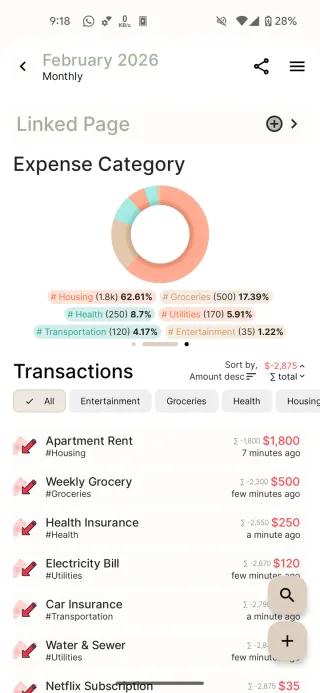 9:18
0
KB/s
28%
February 2026
Monthly
Linked Page
Expense Category
# Housing (1.8k) 62.61% # Groceries (500) 17.39%
# Health (250) 8.7% # Utilities (170) 5.91%
# Transportation (120) 4.17% # Entertainment (35) 1.22%
Transactions
Sort by, $-2,875
Amount desc ∑ total
All Entertainment Groceries Health Housing
Apartment Rent ∑ -1,800 $1,800
#Housing 7 minutes ago
Weekly Grocery ∑ -2,300 $500
#Groceries few minutes ago
Health Insurance ∑ -2,550 $250
#Health a minute ago
Electricity Bill ∑ -2,670 $120
#Utilities few minutes ago
Car Insurance
#Transportation a minute ago
Water & Sewer
#Utilities few
Netflix Subscription ∑ -2,875 $35